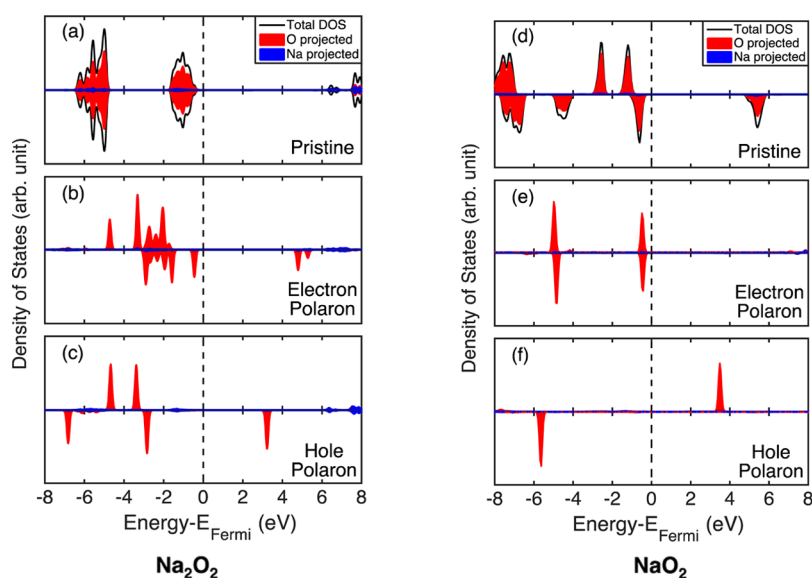 Density of States (arb. unit)
(a)
Total DOS
O projected
Na projected
Pristine
(b)
Electron
Polaron
(c)
Hole
Polaron
-8 -6 -4 -2 0 2 4 6 8
Energy-E_Fermi (eV)
Na₂O₂
Density of States (arb. unit)
(d)
Total DOS
O projected
Na projected
Pristine
(e)
Electron
Polaron
(f)
Hole
Polaron
-8 -6 -4 -2 0 2 4 6 8
Energy-E_Fermi (eV)
NaO₂